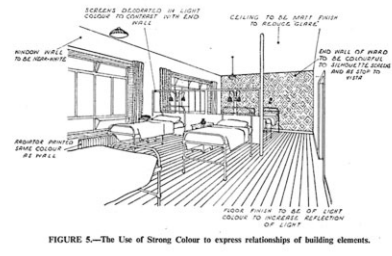 SCREENS DECORATED IN LIGHT
COLOUR TO CONTRAST WITH END
WALL
CEILING TO BE MATT FINISH
TO REDUCE 'GLARE'
WINDOW WALL
TO BE NEAR-WHITE
END WALL OF WARD
TO BE COLOURFUL
TO SILHOUETTE SCREENS
AND AS STOP TO
VISTA
RADIATOR PAINTED
SAME COLOUR
AS WALL
FLOOR FINISH TO BE OF LIGHT
COLOUR TO INCREASE REFLECTION
OF LIGHT
FIGURE 5.—The Use of Strong Colour to express relationships of building elements.